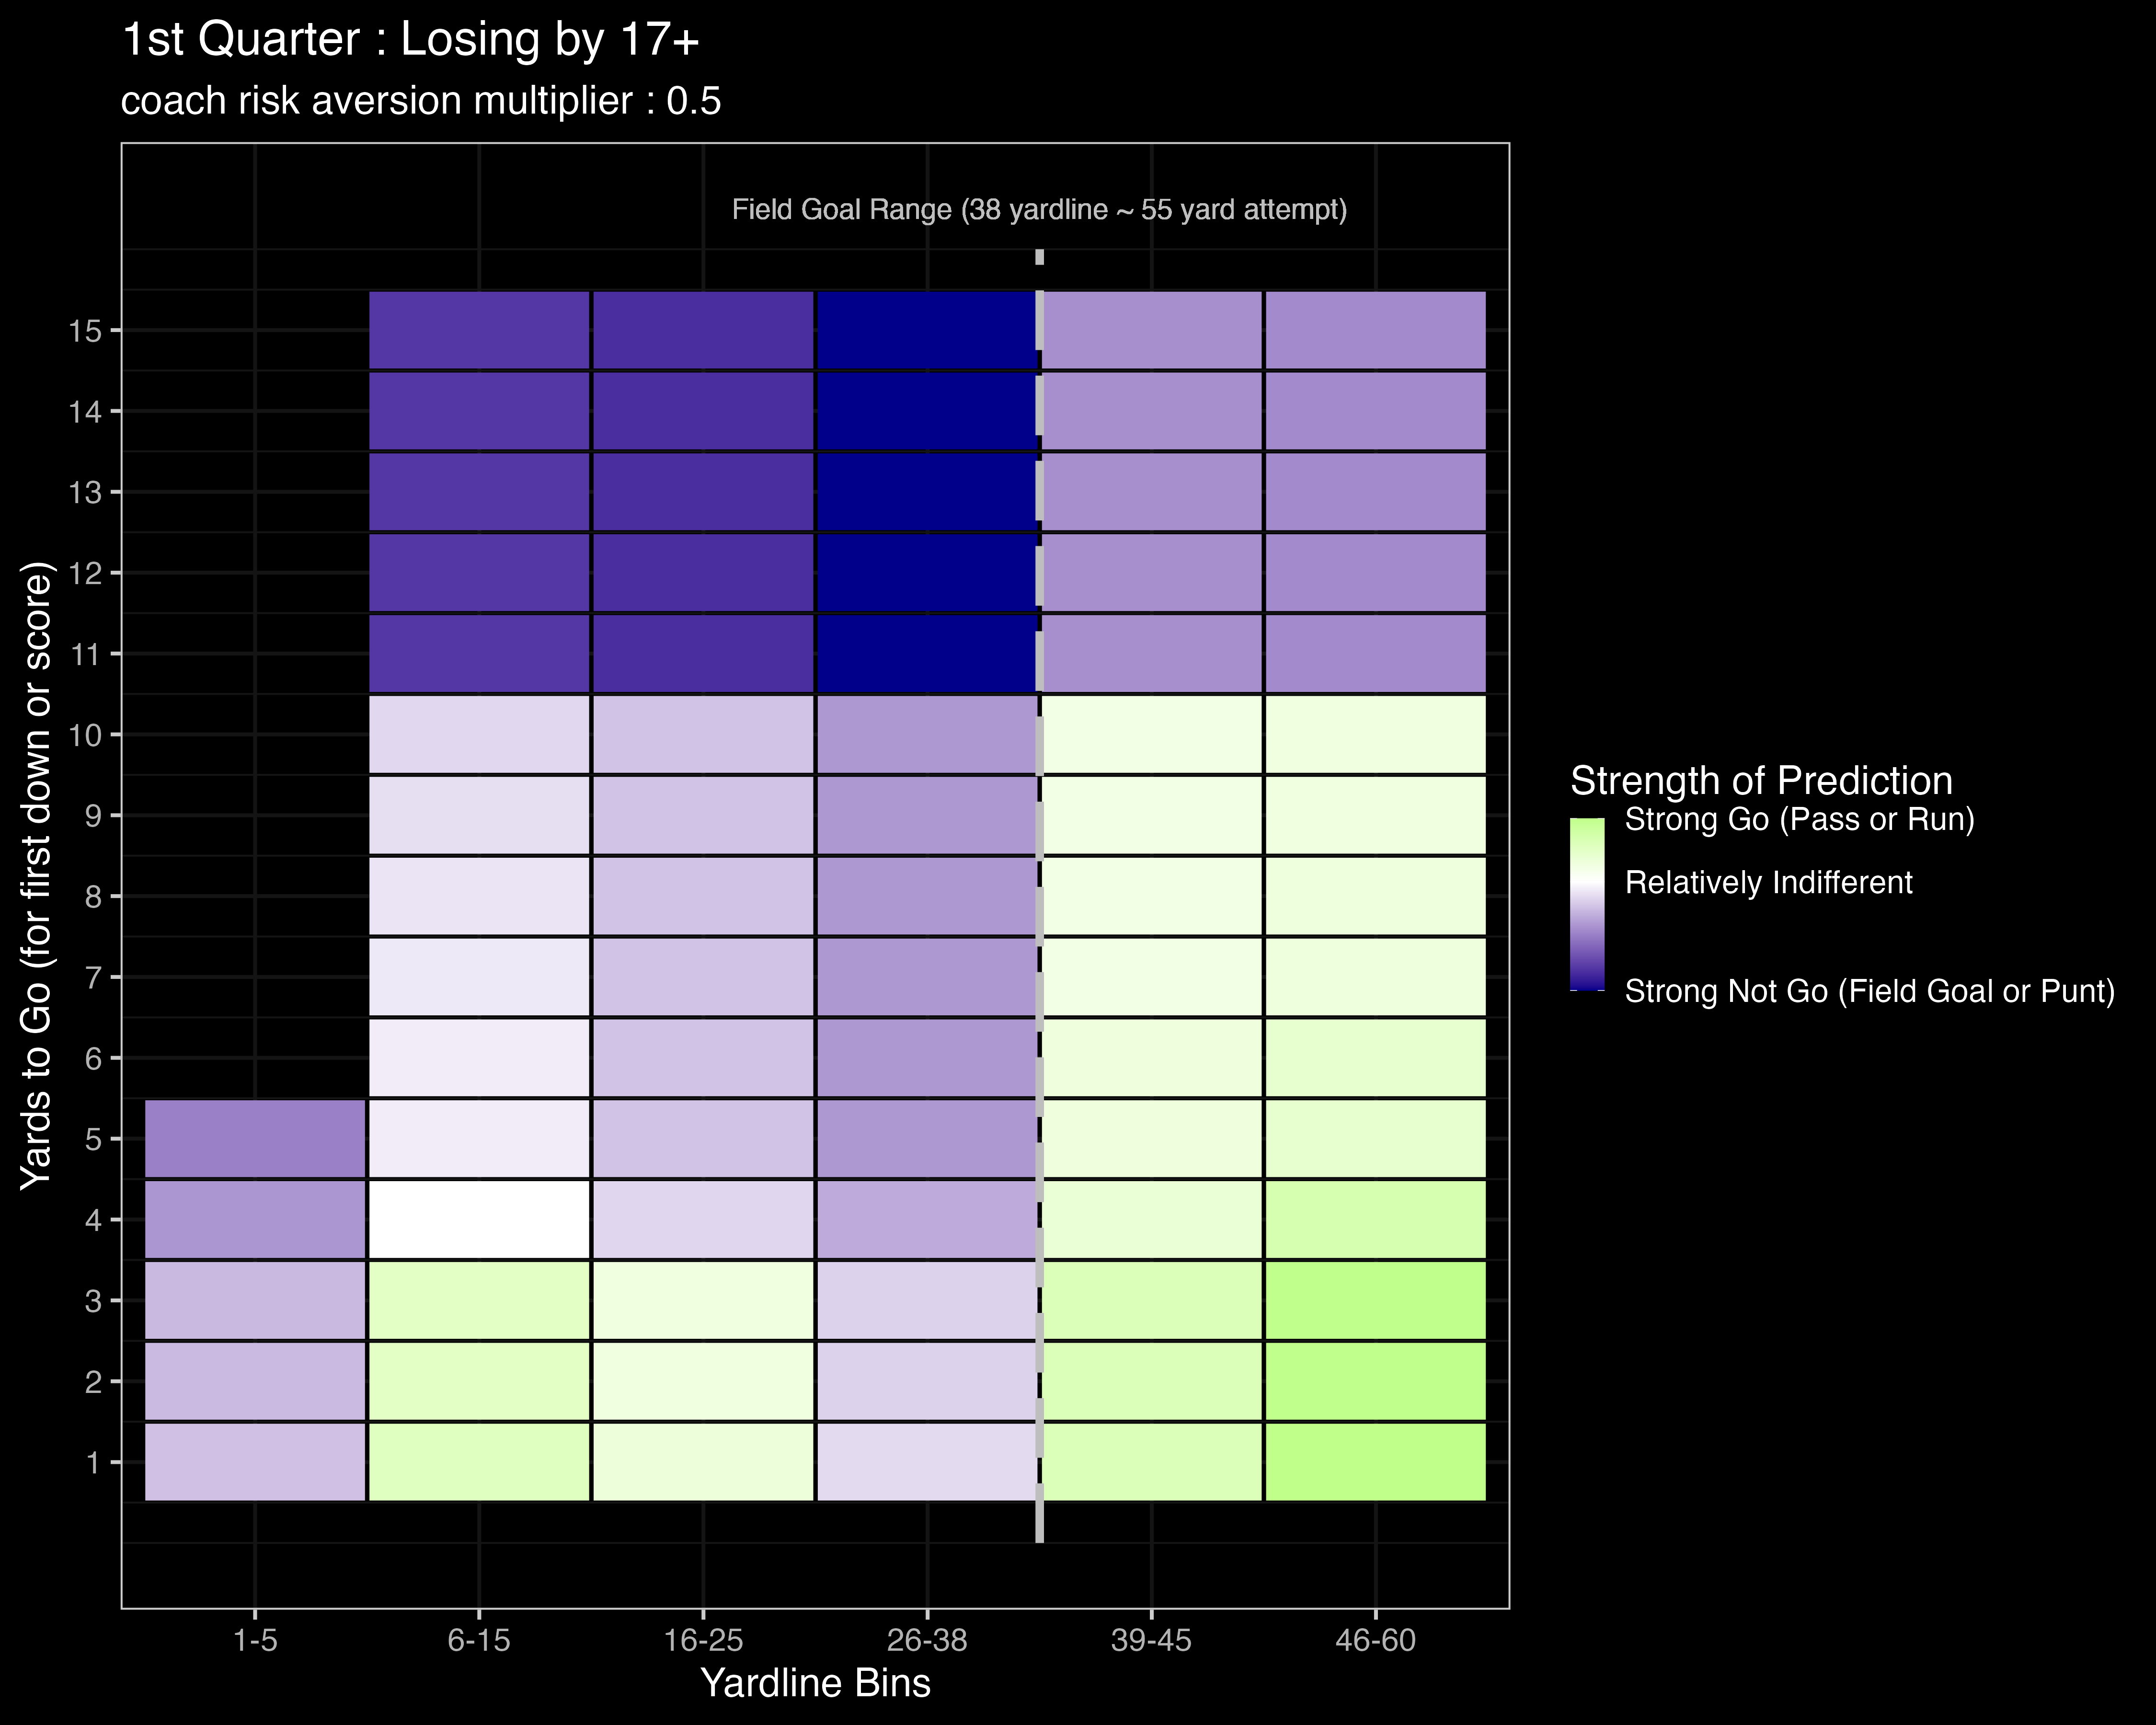 1st Quarter : Losing by 17+
coach risk aversion multiplier : 0.5
Field Goal Range (38 yardline ~ 55 yard attempt)
Yards to Go (for first down or score)
15
14
13
12
11
10
9
8
7
6
5
4
3
2
1
1-5 6-15 16-25 26-38 39-45 46-60
Yardline Bins
Strength of Prediction
Strong Go (Pass or Run)
Relatively Indifferent
Strong Not Go (Field Goal or Punt)